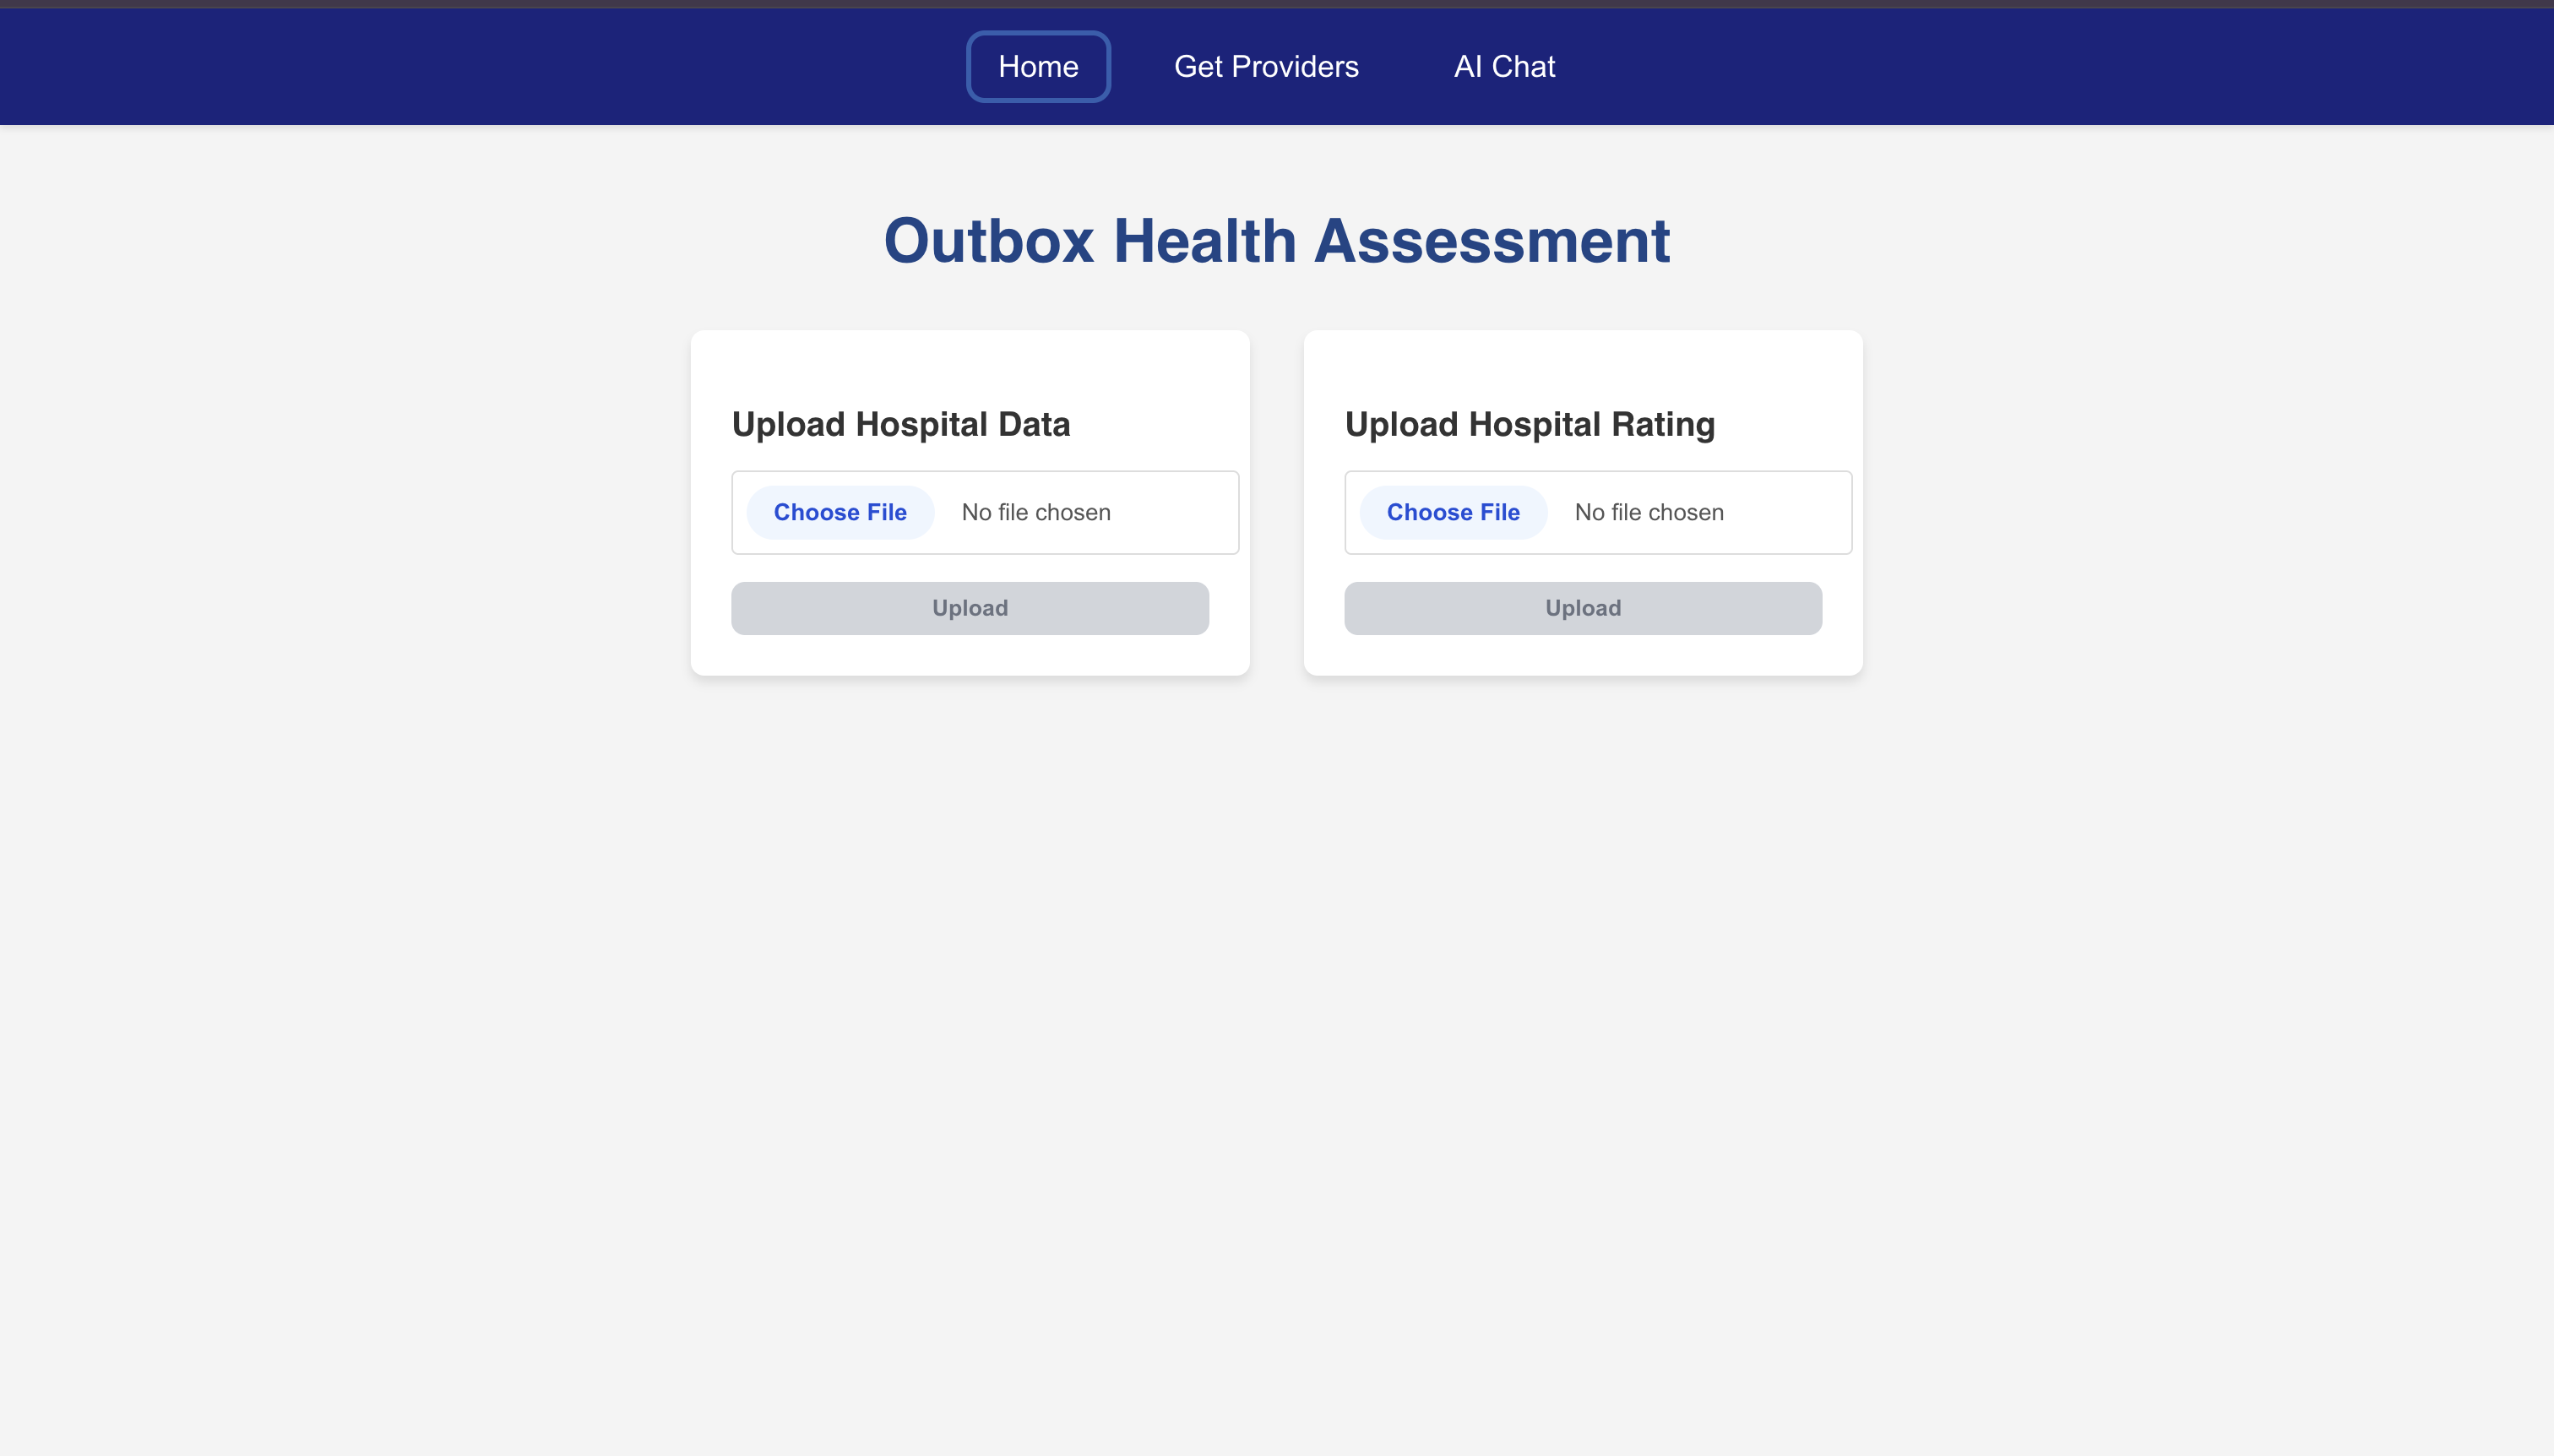 Home Get Providers AI Chat
Outbox Health Assessment
Upload Hospital Data
Choose File No file chosen
Upload
Upload Hospital Rating
Choose File No file chosen
Upload